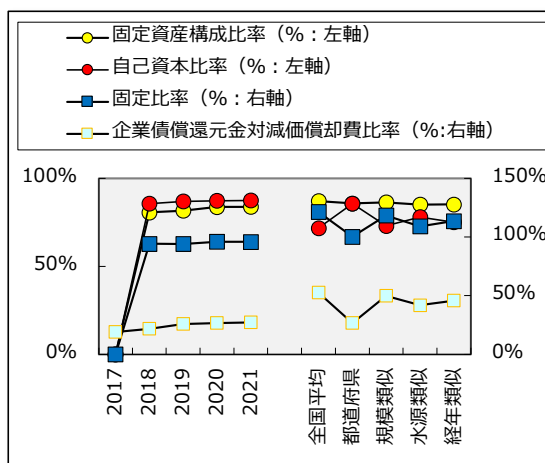 固定資産構成比率（%：左軸）
自己資本比率（%：左軸）
固定比率（%：右軸）
企業債償還元金対減価償却費比率（%:右軸）
100%
50%
0%
150%
100%
50%
0%
2017
2018
2019
2020
2021
全国平均
都道府県
規模類似
水源類似
経年類似